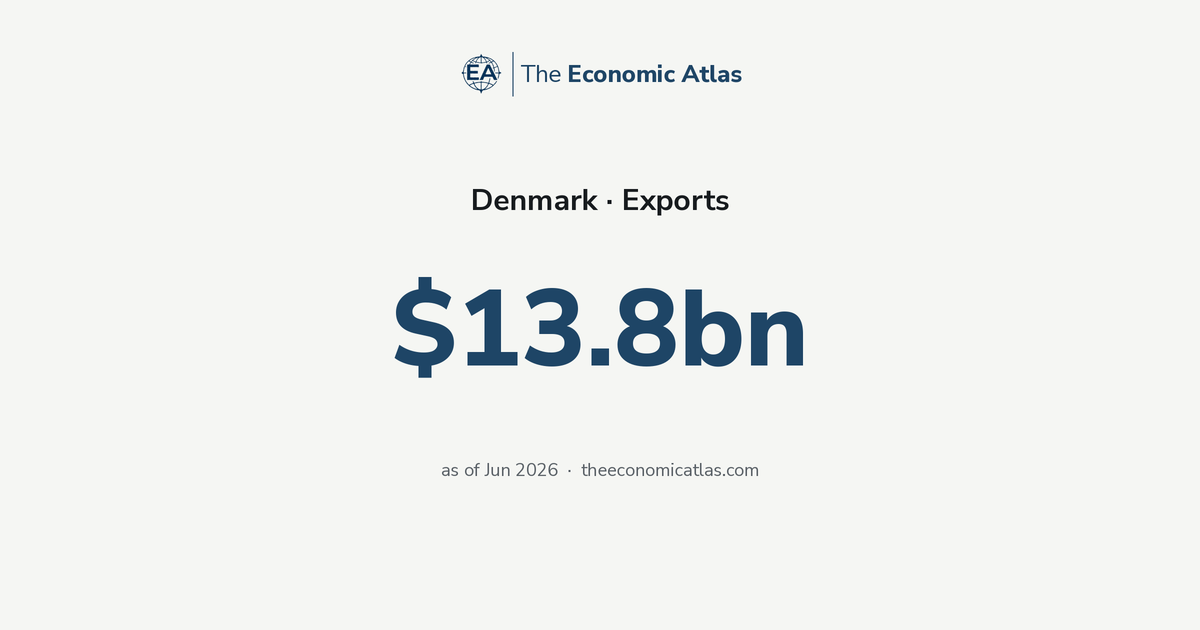 EA The Economic Atlas
Denmark · Exports
$13.8bn
as of Jun 2026 · theeconomicatlas.com